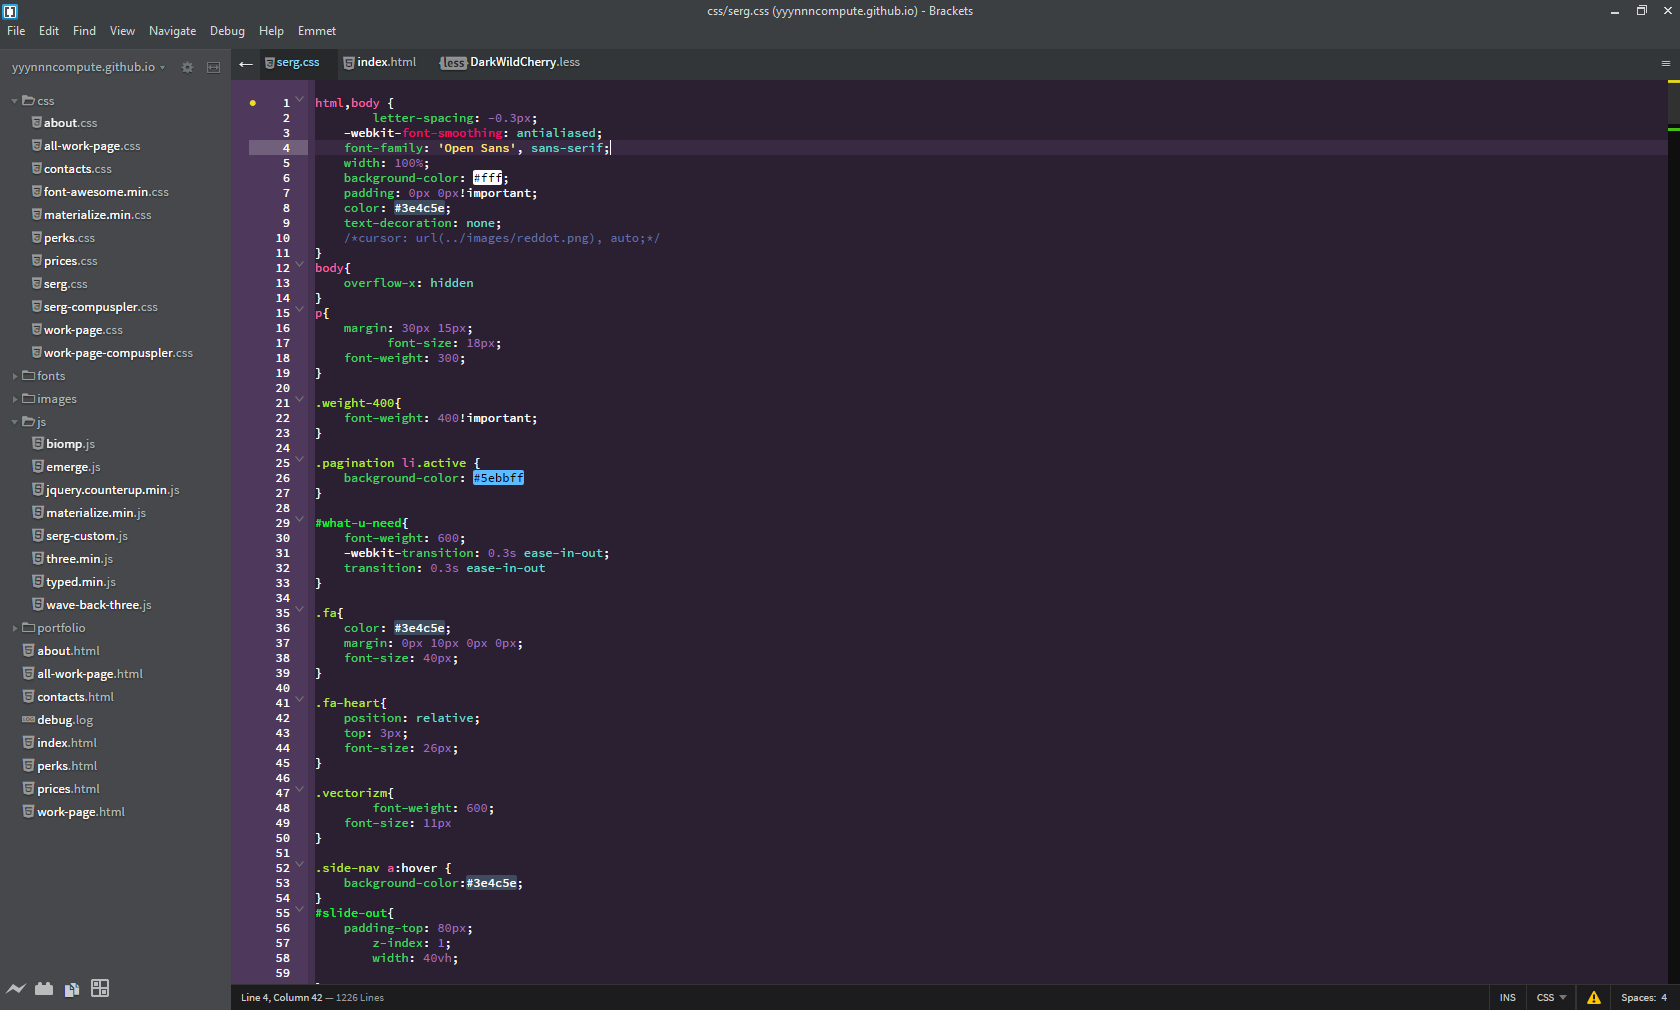 css/serg.css (yyynnncompute.github.io) - Brackets
File Edit Find View Navigate Debug Help Emmet
yyynnncompute.github.io
serg.css index.html less DarkWildCherry.less
css
about.css
all-work-page.css
contacts.css
font-awesome.min.css
materialize.min.css
perks.css
prices.css
serg.css
serg-compuspler.css
work-page.css
work-page-compuspler.css
fonts
images
js
biomp.js
emerge.js
jquery.counterup.min.js
materialize.min.js
serg-custom.js
three.min.js
typed.min.js
wave-back-three.js
portfolio
about.html
all-work-page.html
contacts.html
debug.log
index.html
perks.html
prices.html
work-page.html
1 html,body {
2 letter-spacing: -0.3px;
3 -webkit-font-smoothing: antialiased;
4 font-family: 'Open Sans', sans-serif;
5 width: 100%;
6 background-color: #fff;
7 padding: 0px 0px!important;
8 color: #3e4c5e;
9 text-decoration: none;
10 /*cursor: url(../images/reddot.png), auto;*/
11 }
12 body{
13 overflow-x: hidden
14 }
15 p{
16 margin: 30px 15px;
17 font-size: 18px;
18 font-weight: 300;
19 }
20
21 .weight-400{
22 font-weight: 400!important;
23 }
24
25 .pagination li.active {
26 background-color: #5ebbff
27 }
28
29 #what-u-need{
30 font-weight: 600;
31 -webkit-transition: 0.3s ease-in-out;
32 transition: 0.3s ease-in-out
33 }
34
35 .fa{
36 color: #3e4c5e;
37 margin: 0px 10px 0px 0px;
38 font-size: 40px;
39 }
40
41 .fa-heart{
42 position: relative;
43 top: 3px;
44 font-size: 26px;
45 }
46
47 .vectorizm{
48 font-weight: 600;
49 font-size: 11px
50 }
51
52 .side-nav a:hover {
53 background-color:#3e4c5e;
54 }
55 #slide-out{
56 padding-top: 80px;
57 z-index: 1;
58 width: 40vh;
59
Line 4, Column 42 — 1226 Lines
INS CSS Spaces: 4